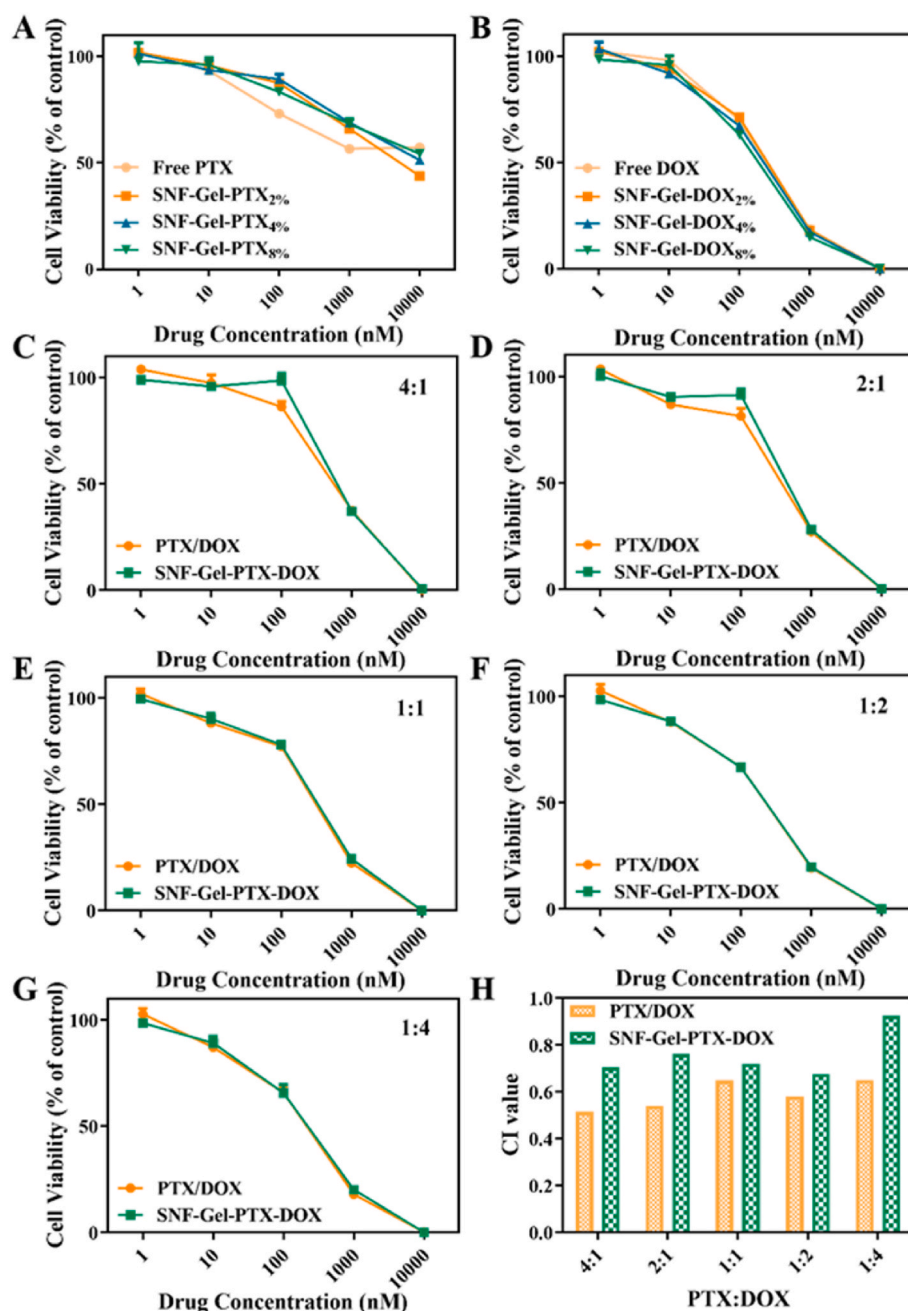 A
Cell Viability (% of control)
100
50
0
Free PTX
SNF-Gel-PTX2%
SNF-Gel-PTX4%
SNF-Gel-PTX8%
1
10
100
1000
10000
Drug Concentration (nM)
B
Cell Viability (% of control)
100
50
0
Free DOX
SNF-Gel-DOX2%
SNF-Gel-DOX4%
SNF-Gel-DOX8%
1
10
100
1000
10000
Drug Concentration (nM)
C
4:1
Cell Viability (% of control)
100
50
0
PTX/DOX
SNF-Gel-PTX-DOX
1
10
100
1000
10000
Drug Concentration (nM)
D
2:1
Cell Viability (% of control)
100
50
0
PTX/DOX
SNF-Gel-PTX-DOX
1
10
100
1000
10000
Drug Concentration (nM)
E
1:1
Cell Viability (% of control)
100
50
0
PTX/DOX
SNF-Gel-PTX-DOX
1
10
100
1000
10000
Drug Concentration (nM)
F
1:2
Cell Viability (% of control)
100
50
0
PTX/DOX
SNF-Gel-PTX-DOX
1
10
100
1000
10000
Drug Concentration (nM)
G
1:4
Cell Viability (% of control)
100
50
0
PTX/DOX
SNF-Gel-PTX-DOX
1
10
100
1000
10000
Drug Concentration (nM)
H
CI value
1.0
0.8
0.6
0.4
0.2
0.0
PTX/DOX
SNF-Gel-PTX-DOX
4:1
2:1
1:1
1:2
1:4
PTX:DOX